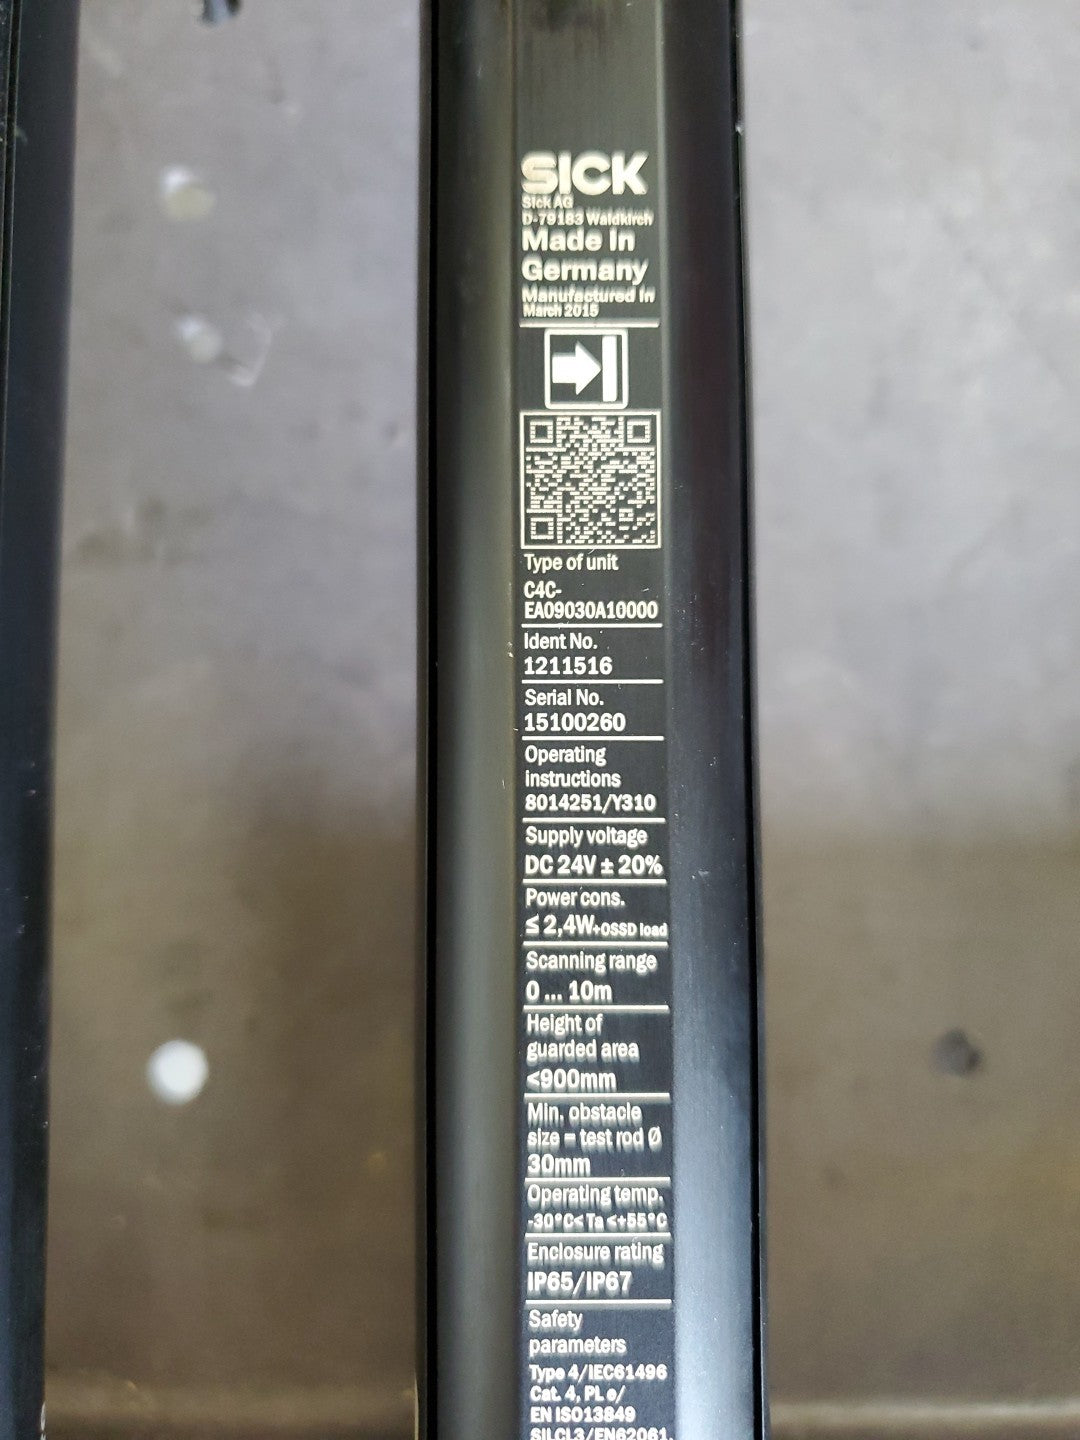 SICK
Sick AG
D-79183 Waldkirch
Made in
Germany
Manufactured in
March 2015
Type of unit
C4C-
EA09030A10000
Ident No.
1211516
Serial No.
15100260
Operating
instructions
8014251/Y310
Supply voltage
DC 24V ± 20%
Power cons.
≤ 2,4W+OSSD load
Scanning range
0 ... 10m
Height of
guarded area
<900mm
Min. obstacle
size = test rod Ø
30mm
Operating temp.
-30°C< Ta <+55°C
Enclosure rating
IP65/IP67
Safety
parameters
Type 4/IEC61496
Cat. 4, PL e/
EN ISO13849
SILCL3/EN62061,